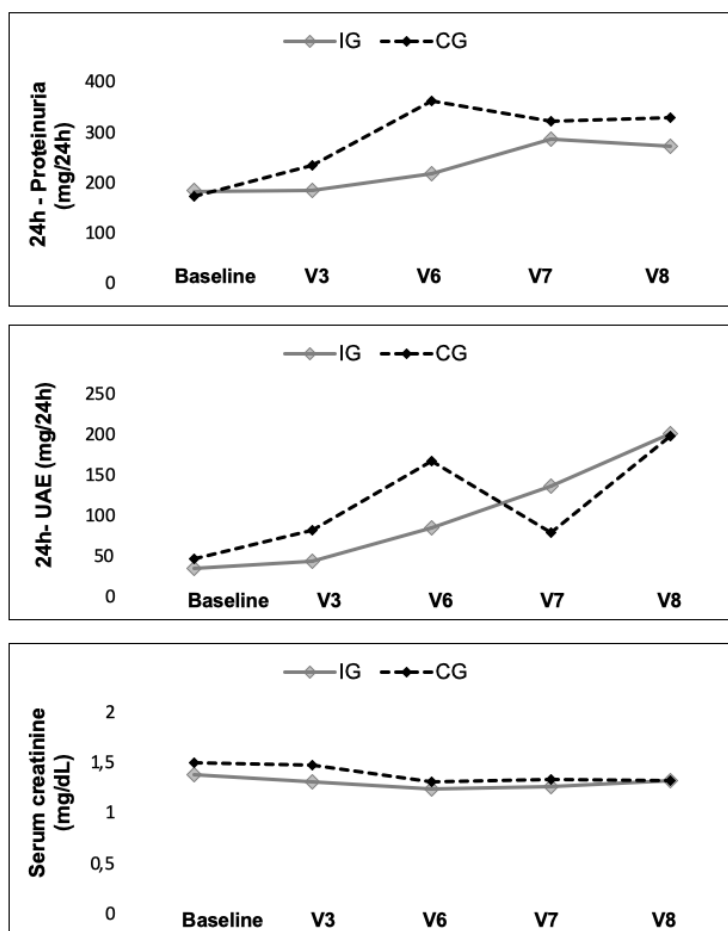 IG CG
24h - Proteinuria
(mg/24h)
400
300
200
100
0
Baseline V3 V6 V7 V8
IG CG
24h- UAE (mg/24h)
250
200
150
100
50
0
Baseline V3 V6 V7 V8
IG CG
Serum creatinine
(mg/dL)
2
1,5
1
0,5
0
Baseline V3 V6 V7 V8